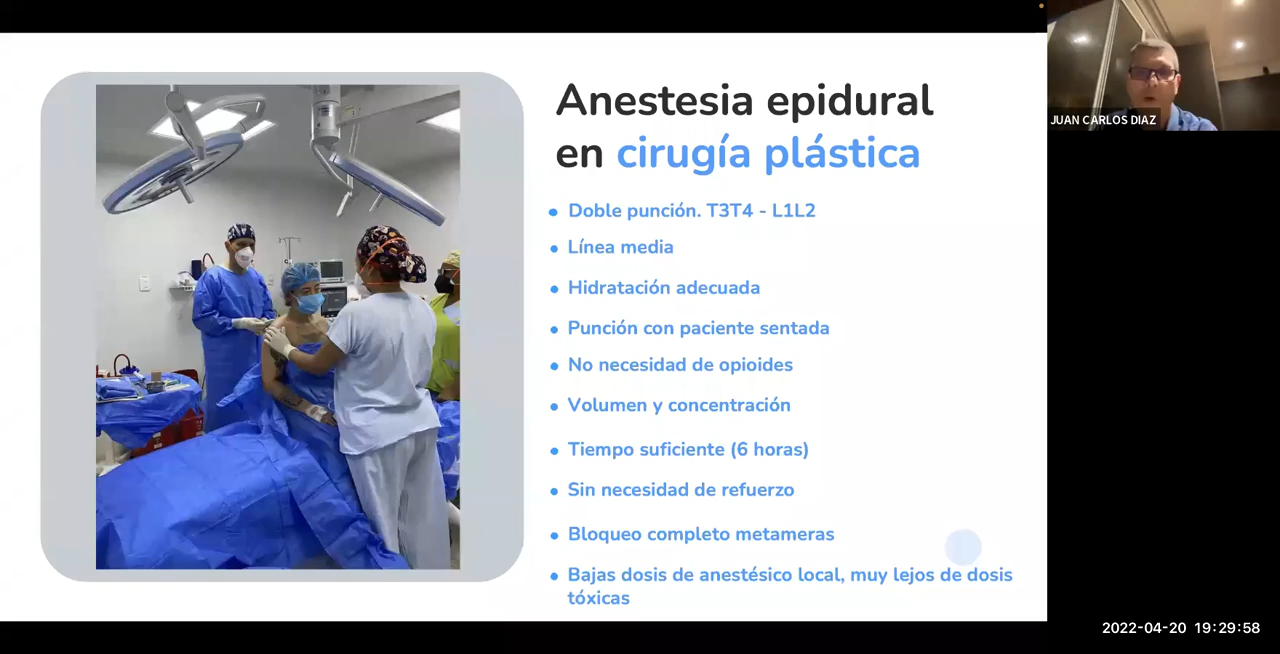 Anestesia epidural
en cirugía plástica
• Doble punción. T3T4 - L1L2
• Línea media
• Hidratación adecuada
• Punción con paciente sentada
• No necesidad de opioides
• Volumen y concentración
• Tiempo suficiente (6 horas)
• Sin necesidad de refuerzo
• Bloqueo completo metameras
• Bajas dosis de anestésico local, muy lejos de dosis
tóxicas
JUAN CARLOS DIAZ
2022-04-20 19:29:58